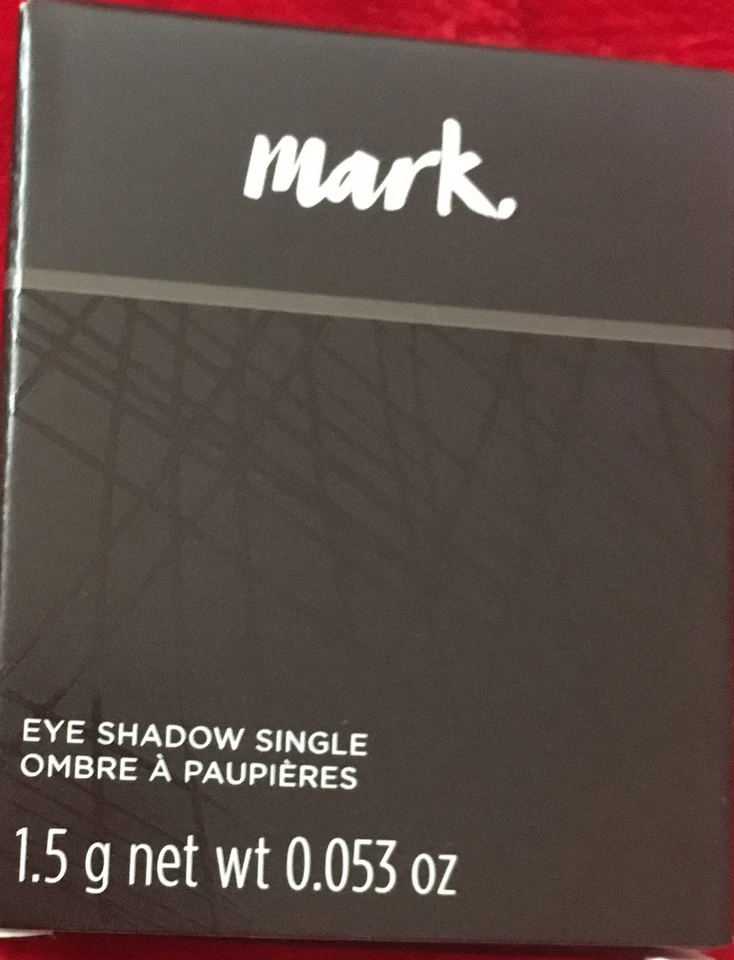 mark.
EYE SHADOW SINGLE
OMBRE À PAUPIÈRES
1.5 g net wt 0.053 oz